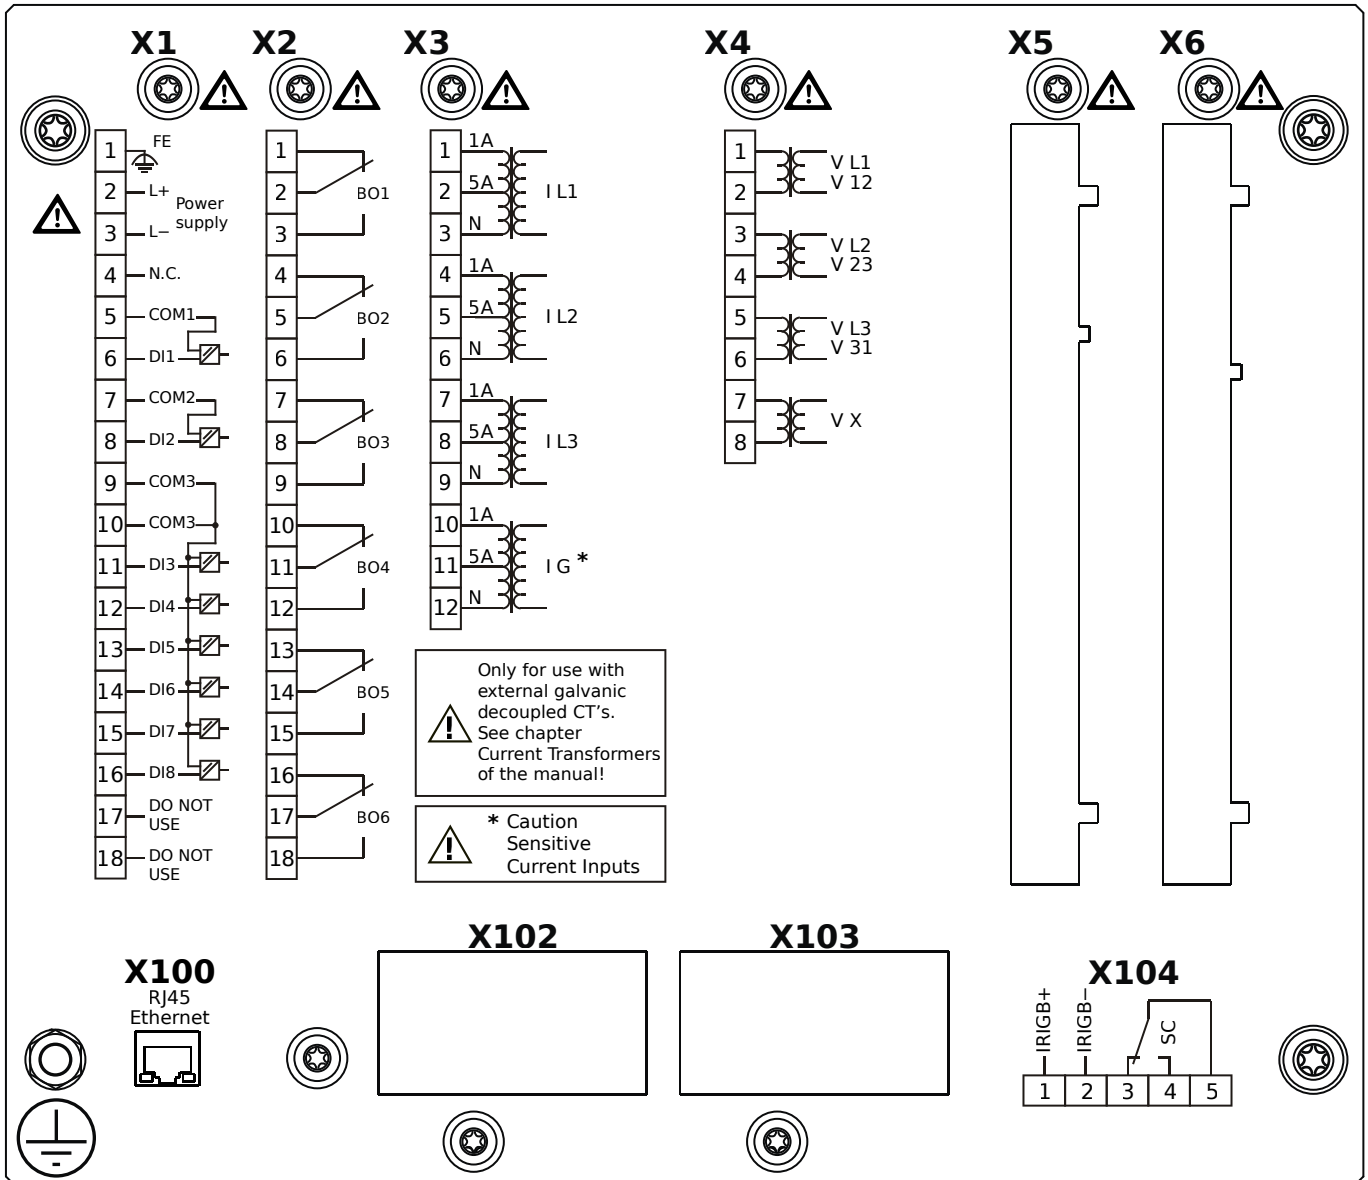 X1
X2
X3
X4
X5
X6
1
FE
2
L+
Power
supply
3
L−
4
N.C.
5
COM1
6
DI1
7
COM2
8
DI2
9
COM3
10
COM3
11
DI3
12
DI4
13
DI5
14
DI6
15
DI7
16
DI8
17
DO NOT
USE
18
DO NOT
USE
1
2
BO1
3
4
5
BO2
6
7
8
BO3
9
10
11
BO4
12
13
14
BO5
15
16
17
BO6
18
1
1A
2
5A
I L1
3
N
4
1A
5
5A
I L2
6
N
7
1A
8
5A
I L3
9
N
10
1A
11
5A
I G *
12
N
Only for use with
external galvanic
decoupled CT's.
See chapter
Current Transformers
of the manual!
* Caution
Sensitive
Current Inputs
1
V L1
2
V 12
3
V L2
4
V 23
5
V L3
6
V 31
7
V X
8
X100
RJ45
Ethernet
X102
X103
X104
IRIGB+
IRIGB−
SC
1 2 3 4 5